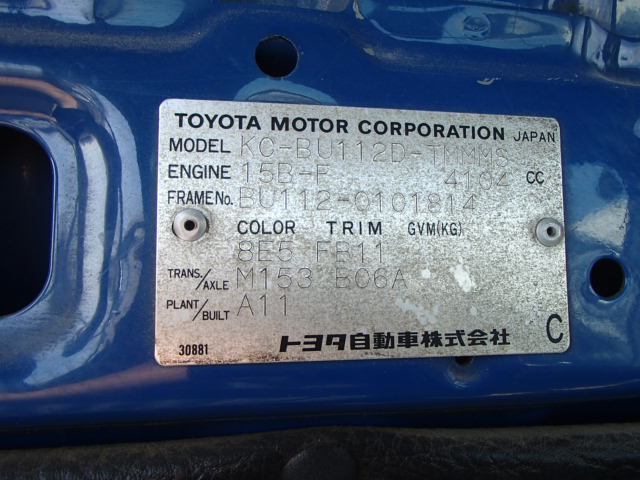 TOYOTA MOTOR CORPORATION JAPAN
MODEL KC-BU112D-TMMMS
ENGINE 15B-F 4104 CC
FRAME No. BU112-0101814
COLOR TRIM GVM(KG)
8E5 FB11
TRANS./AXLE M153 B06A
PLANT/BUILT A11
30881 トヨタ自動車株式会社 C